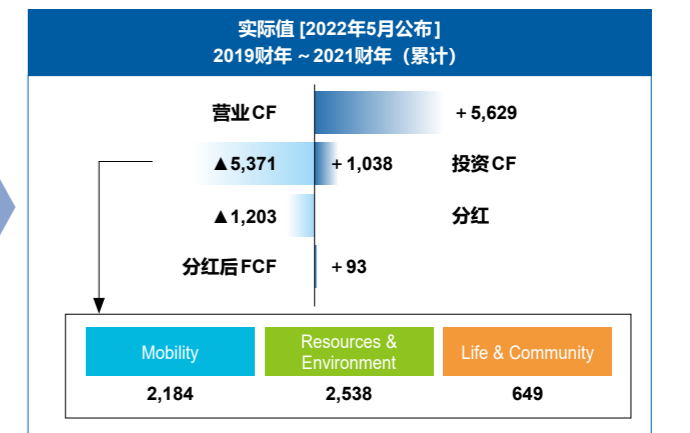 实际值 [2022年5月公布]
2019财年 ~ 2021财年（累计）
营业CF
+ 5,629
▲5,371
+ 1,038
投资CF
▲1,203
分红
分红后FCF
+ 93
Mobility
Resources &
Environment
Life & Community
2,184
2,538
649